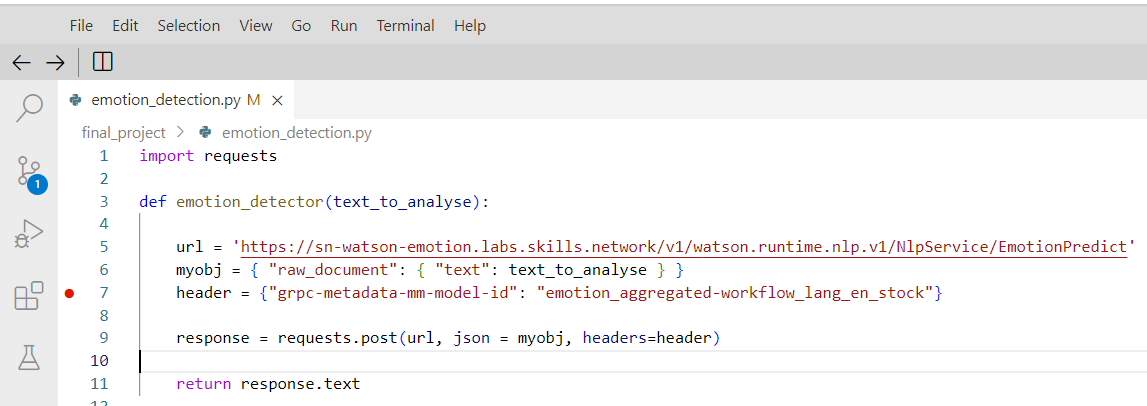 File Edit Selection View Go Run Terminal Help
emotion_detection.py M ×
final_project > emotion_detection.py
1 import requests
2
3 def emotion_detector(text_to_analyse):
4
5 url = 'https://sn-watson-emotion.labs.skills.network/v1/watson.runtime.nlp.v1/NlpService/EmotionPredict'
6 myobj = { "raw_document": { "text": text_to_analyse } }
7 header = {"grpc-metadata-mm-model-id": "emotion_aggregated-workflow_lang_en_stock"}
8
9 response = requests.post(url, json = myobj, headers=header)
10
11 return response.text
1